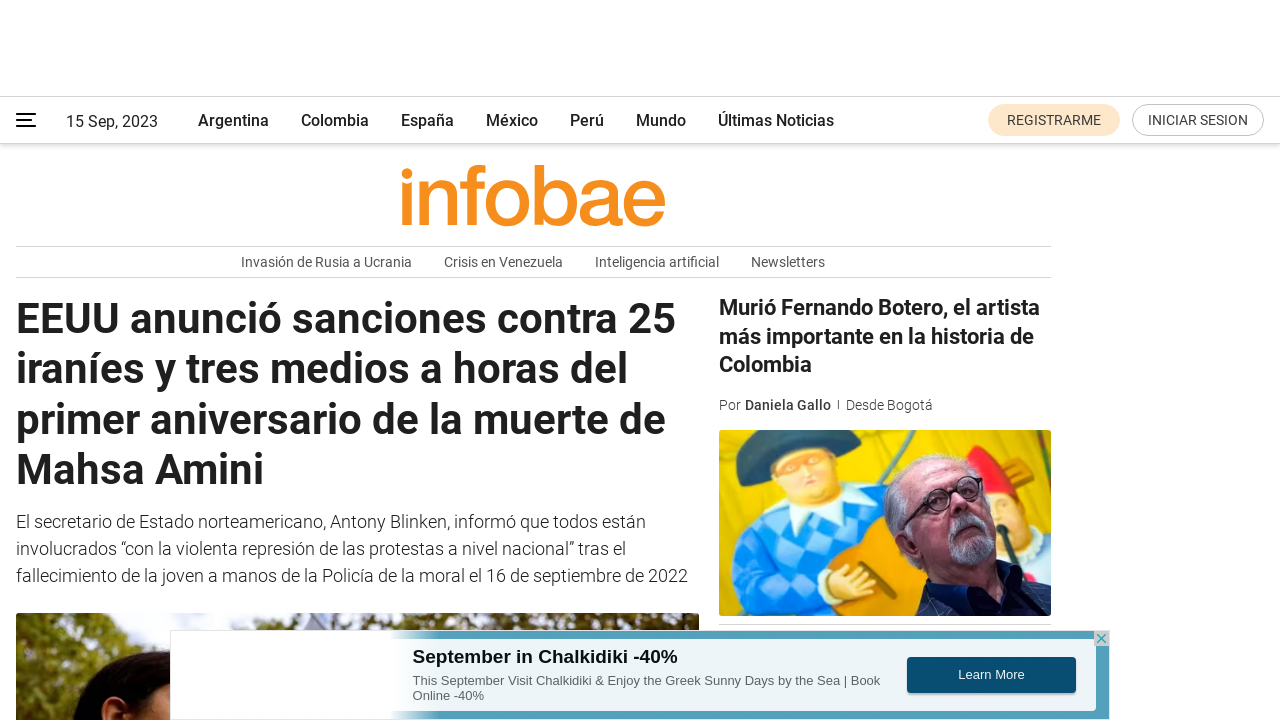 15 Sep, 2023
Argentina
Colombia
España
México
Perú
Mundo
Últimas Noticias
REGISTRARME
INICIAR SESION
infobae
Invasión de Rusia a Ucrania
Crisis en Venezuela
Inteligencia artificial
Newsletters
EEUU anunció sanciones contra 25
iraníes y tres medios a horas del
primer aniversario de la muerte de
Mahsa Amini
El secretario de Estado norteamericano, Antony Blinken, informó que todos están
involucrados “con la violenta represión de las protestas a nivel nacional” tras el
fallecimiento de la joven a manos de la Policía de la moral el 16 de septiembre de 2022
Murió Fernando Botero, el artista
más importante en la historia de
Colombia
Por Daniela Gallo | Desde Bogotá
September in Chalkidiki -40%
This September Visit Chalkidiki & Enjoy the Greek Sunny Days by the Sea | Book
Online -40%
Learn More